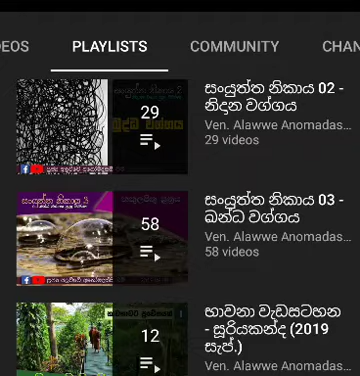 DEOS PLAYLISTS COMMUNITY CHAN
29
සංයුත්ත නිකාය 02 -
නිදාන වග්ගය
Ven. Alawwe Anomadas...
29 videos
සංයුත්ත නිකාය 3
58
සංයුත්ත නිකාය 03 -
ඛන්ධ වග්ගය
Ven. Alawwe Anomadas...
58 videos
12
භාවනා වැඩසටහන
- සූරියකන්ද (2019
සැප්.)
Ven. Alawwe Anomadas...